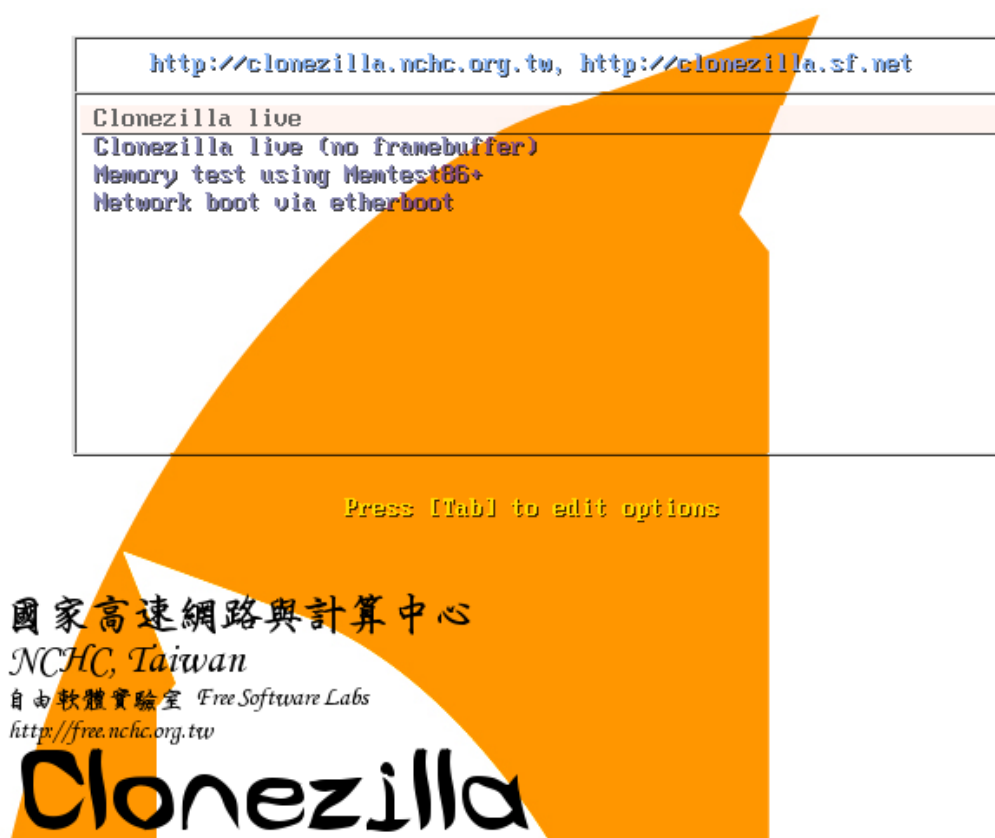 http://clonezilla.nchc.org.tw, http://clonezilla.sf.net
Clonezilla live
Clonezilla live (no framebuffer)
Memory test using Memtest86+
Network boot via etherboot
Press [Tab] to edit options
國家高速網路與計算中心
NCHC, Taiwan
自由軟體實驗室 Free Software Labs
http://free.nchc.org.tw
Clonezilla